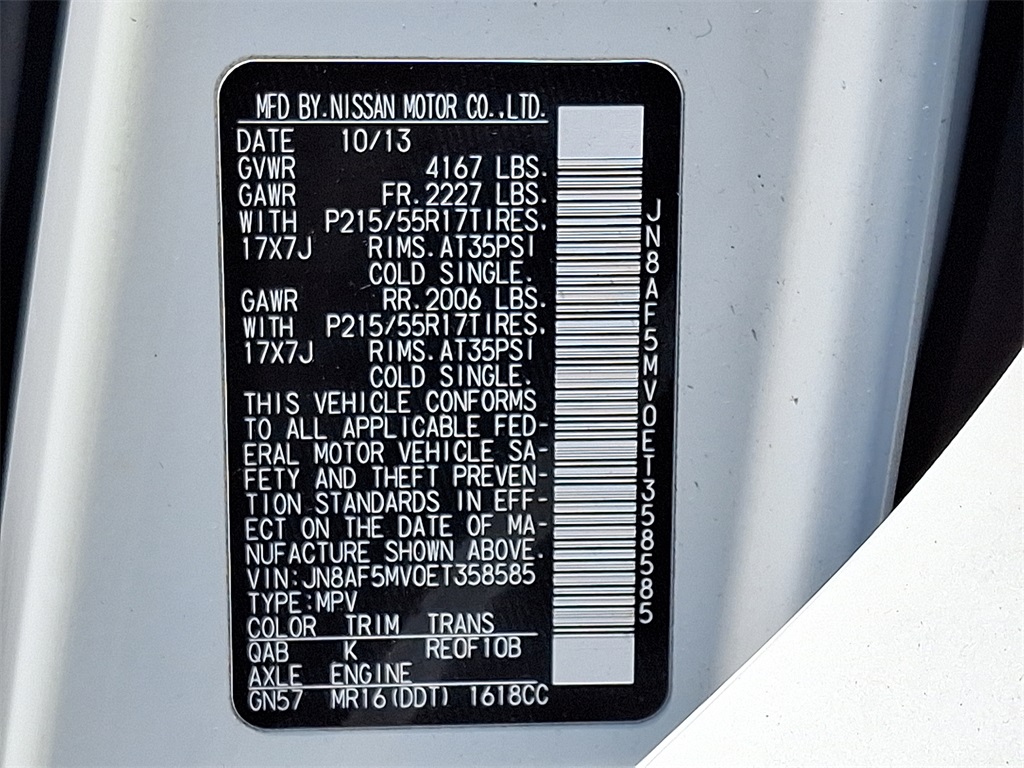 MFD BY.NISSAN MOTOR CO.,LTD.
DATE 10/13
GVWR 4167 LBS.
GAWR FR.2227 LBS.
WITH P215/55R17TIRES.
17X7J RIMS.AT35PSI
COLD SINGLE.
GAWR RR.2006 LBS.
WITH P215/55R17TIRES.
17X7J RIMS.AT35PSI
COLD SINGLE.
THIS VEHICLE CONFORMS
TO ALL APPLICABLE FED-
ERAL MOTOR VEHICLE SA-
FETY AND THEFT PREVEN-
TION STANDARDS IN EFF-
ECT ON THE DATE OF MA-
NUFACTURE SHOWN ABOVE.
VIN:JN8AF5MV0ET358585
TYPE:MPV
COLOR TRIM TRANS
QAB K RE0F10B
AXLE ENGINE
GN57 MR16(DDT) 1618CC
JN8AF5MV0ET358585